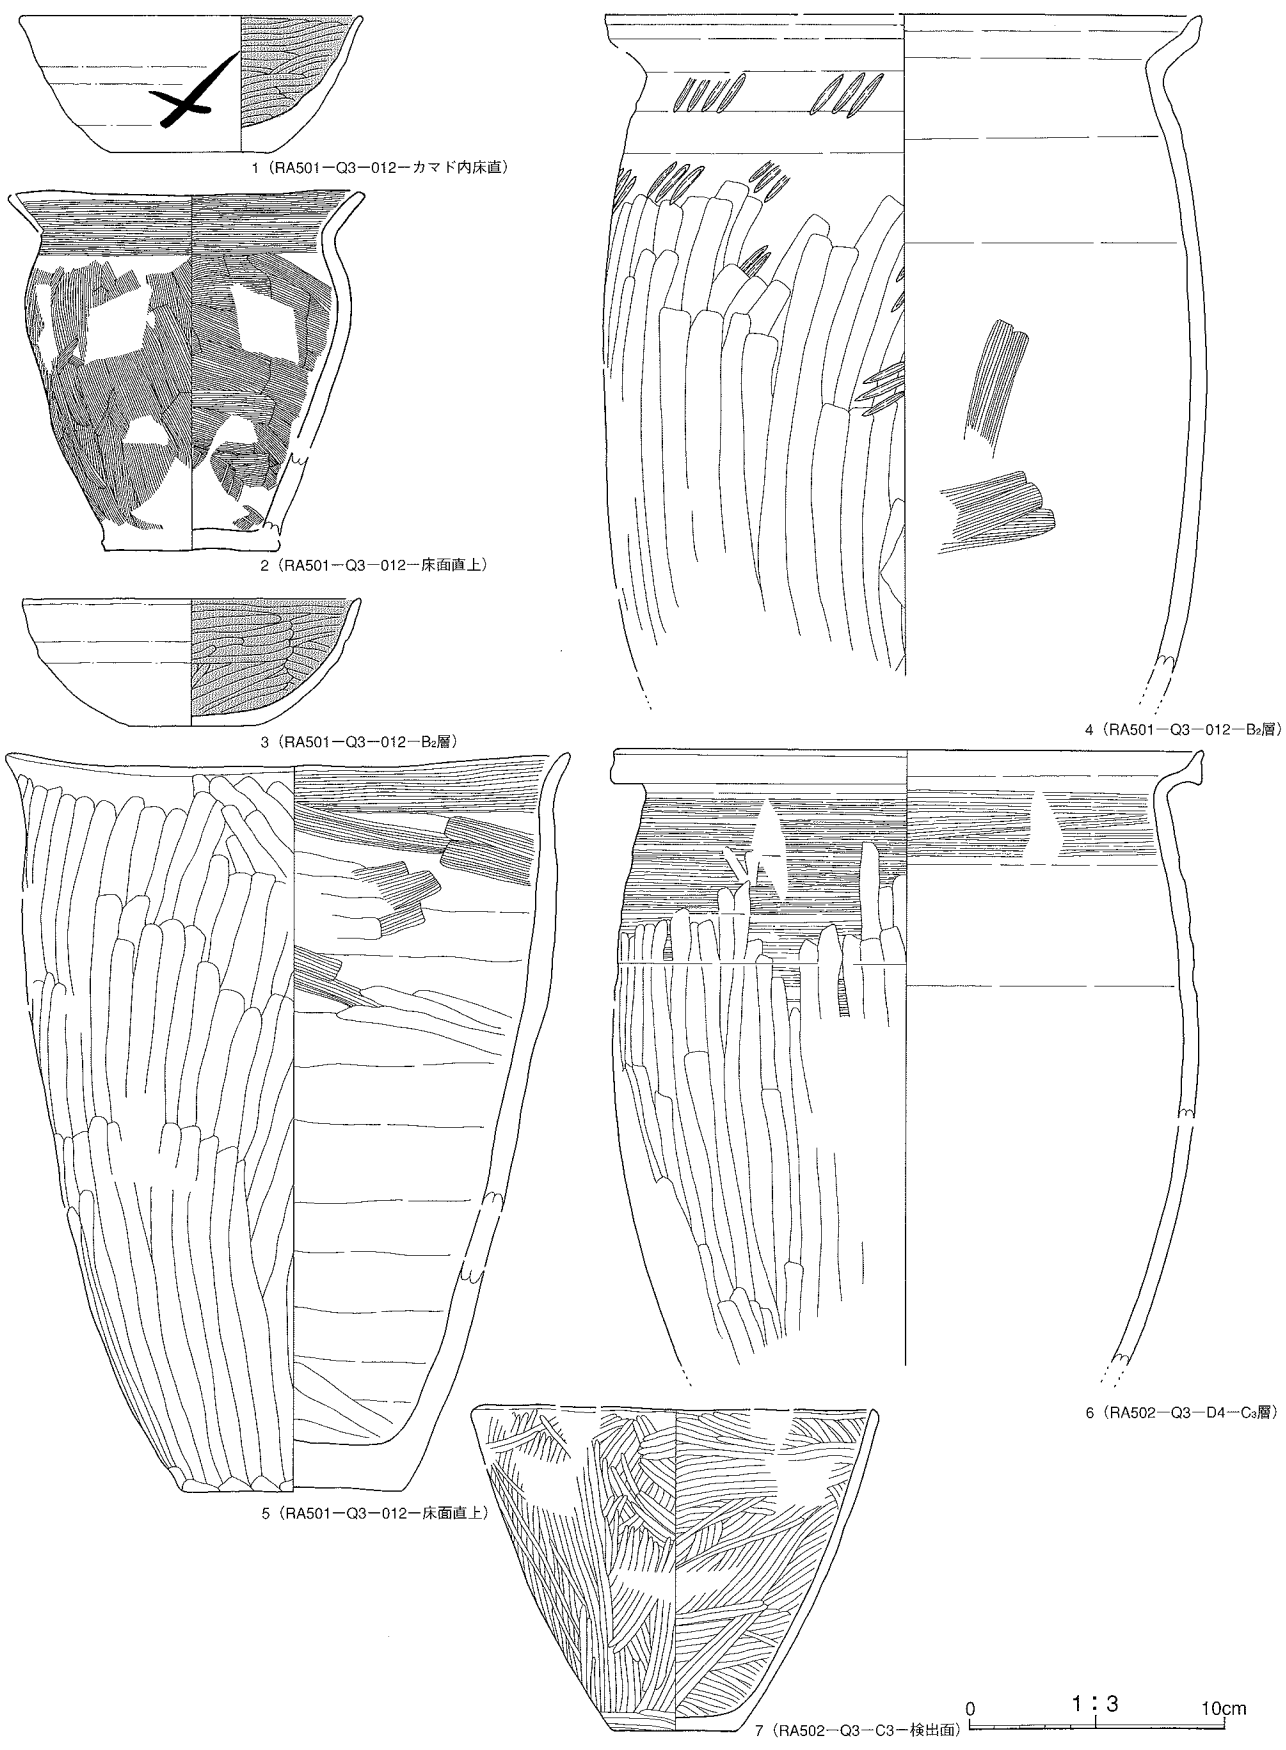 1（RA501－Q3－012－カマド内床直）
2（RA501－Q3－012－床面直上）
3（RA501－Q3－012－B₂層）
4（RA501－Q3－012－B₂層）
5（RA501－Q3－012－床面直上）
6（RA502－Q3－D4－C₃層）
7（RA502－Q3－C3－検出面）
0 1：3 10cm